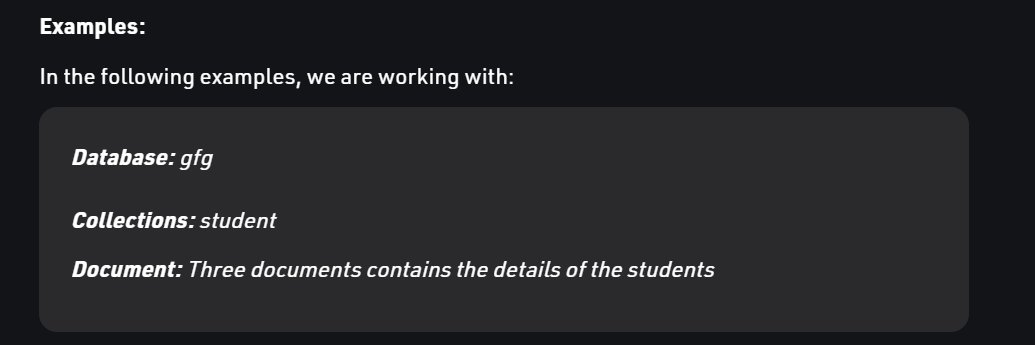 Examples:
In the following examples, we are working with:
Database: gfg
Collections: student
Document: Three documents contains the details of the students